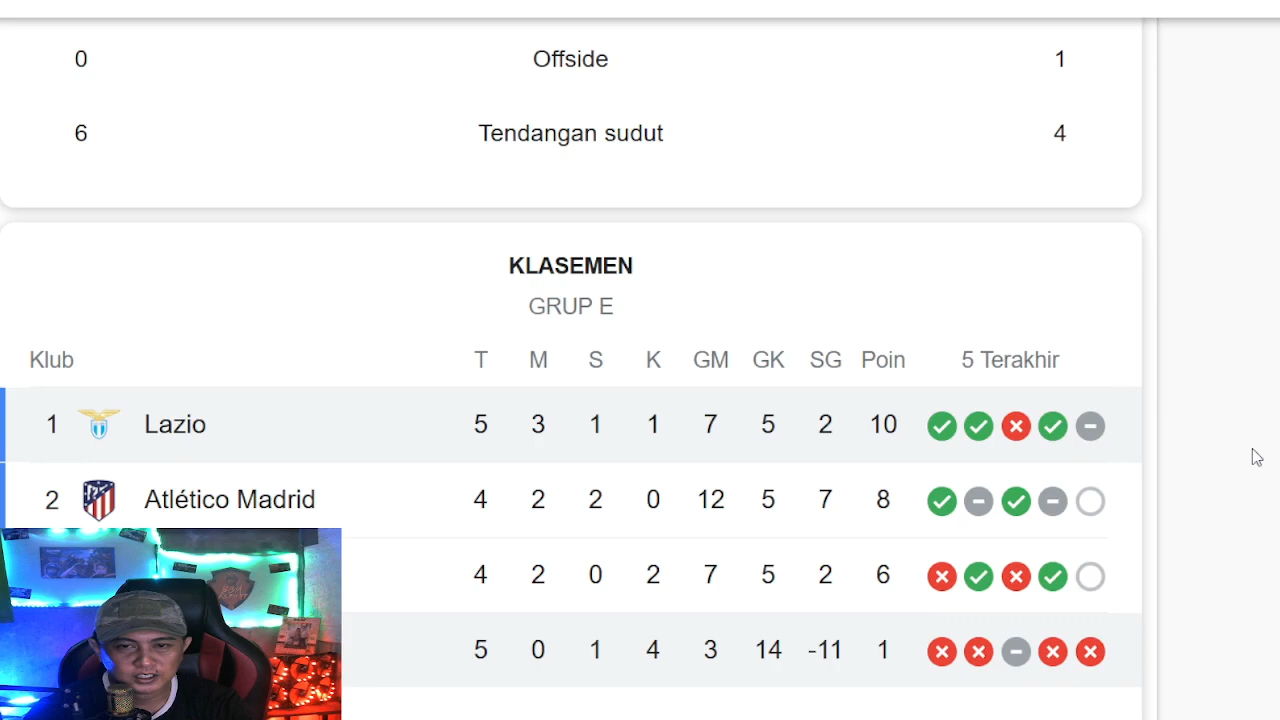 0 Offside 1
6 Tendangan sudut 4
KLASEMEN
GRUP E
Klub T M S K GM GK SG Poin 5 Terakhir
1 Lazio 5 3 1 1 7 5 2 10
2 Atlético Madrid 4 2 2 0 12 5 7 8
4 2 0 2 7 5 2 6
5 0 1 4 3 14 -11 1